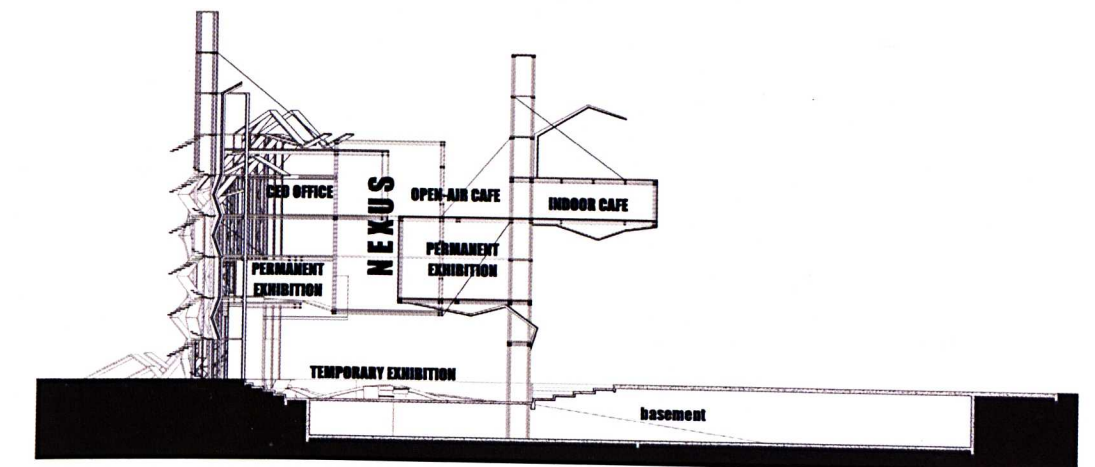 CEO OFFICE
NEXUS
OPEN-AIR CAFE
INDOOR CAFE
PERMANENT
EXHIBITION
PERMANENT
EXHIBITION
TEMPORARY EXHIBITION
basement